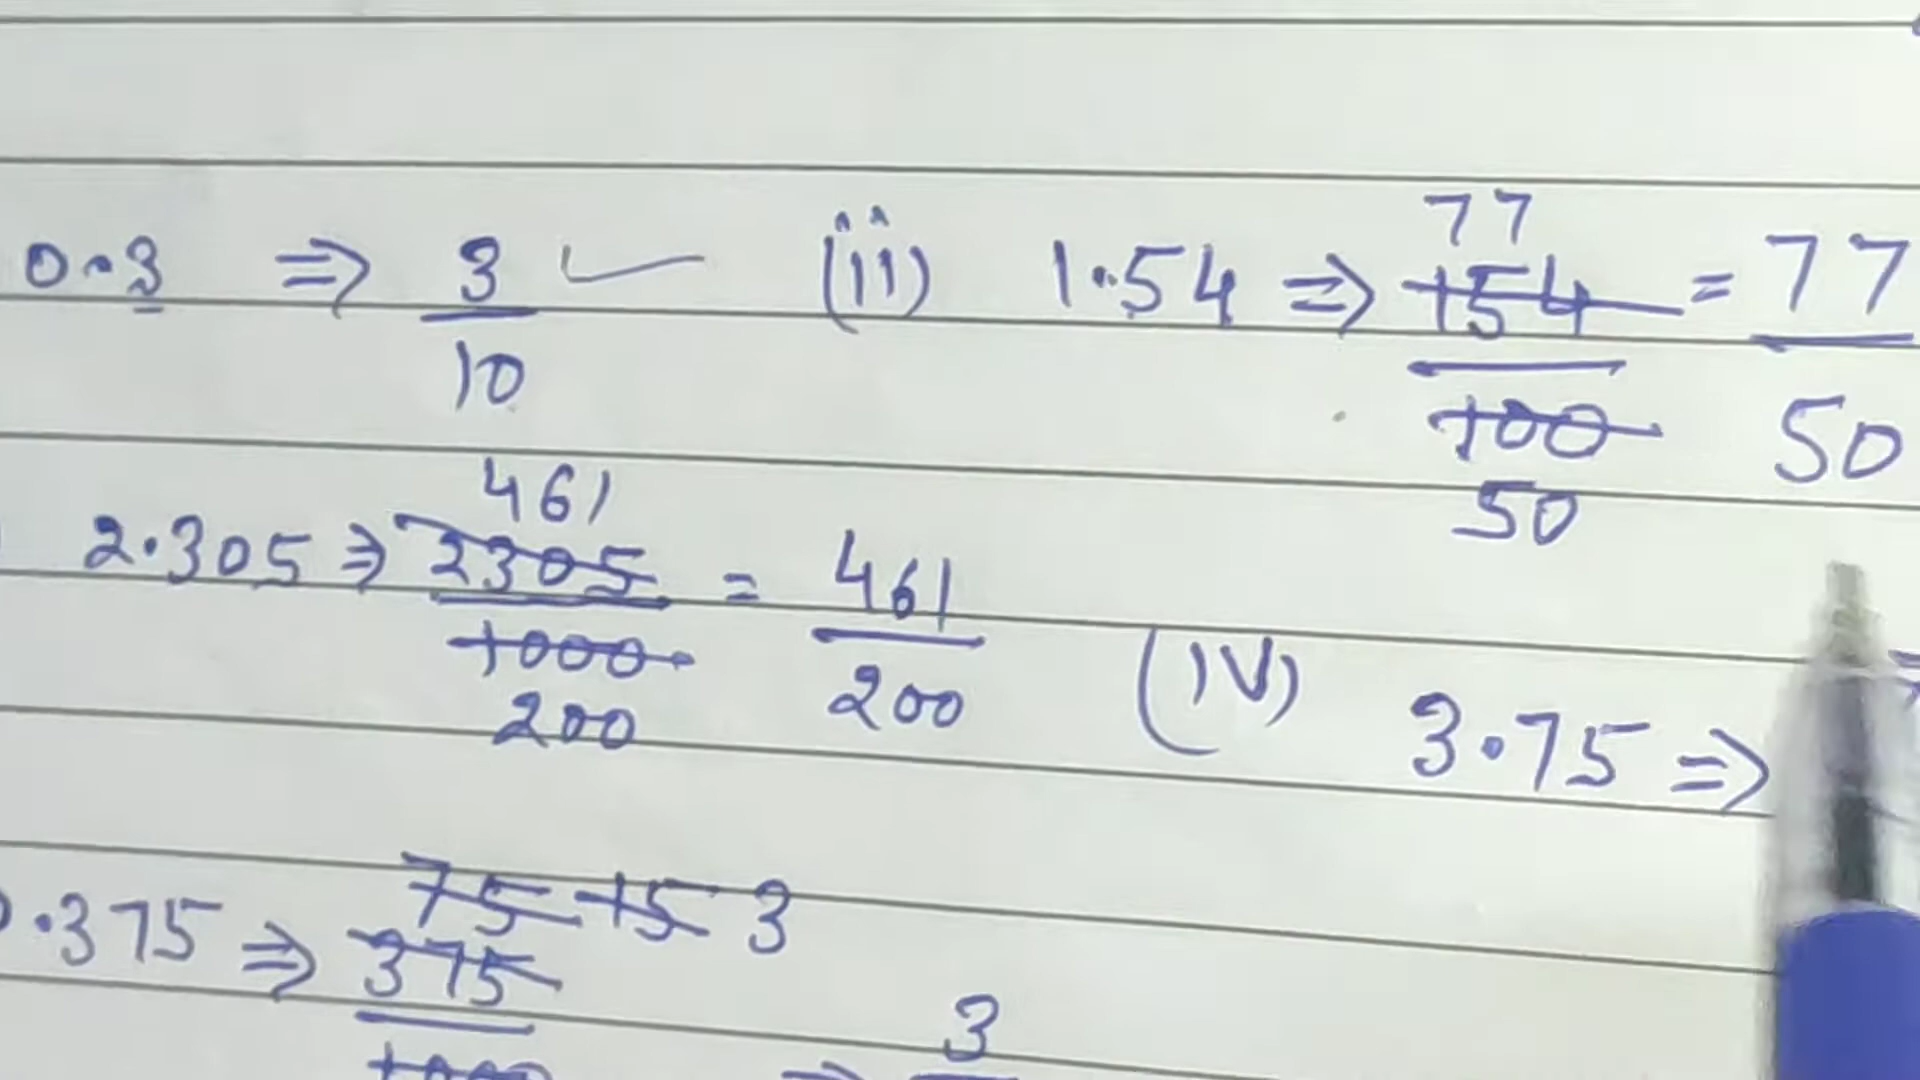 0.3 ⇒ 3/10 ✓ (ii) 1.54 ⇒ 77 154/100 50 = 77/50
2.305 ⇒ 461 2305/1000 200 = 461/200 (iv) 3.75 ⇒
.375 ⇒ 75 15 3 375/1000 ⇒ 3